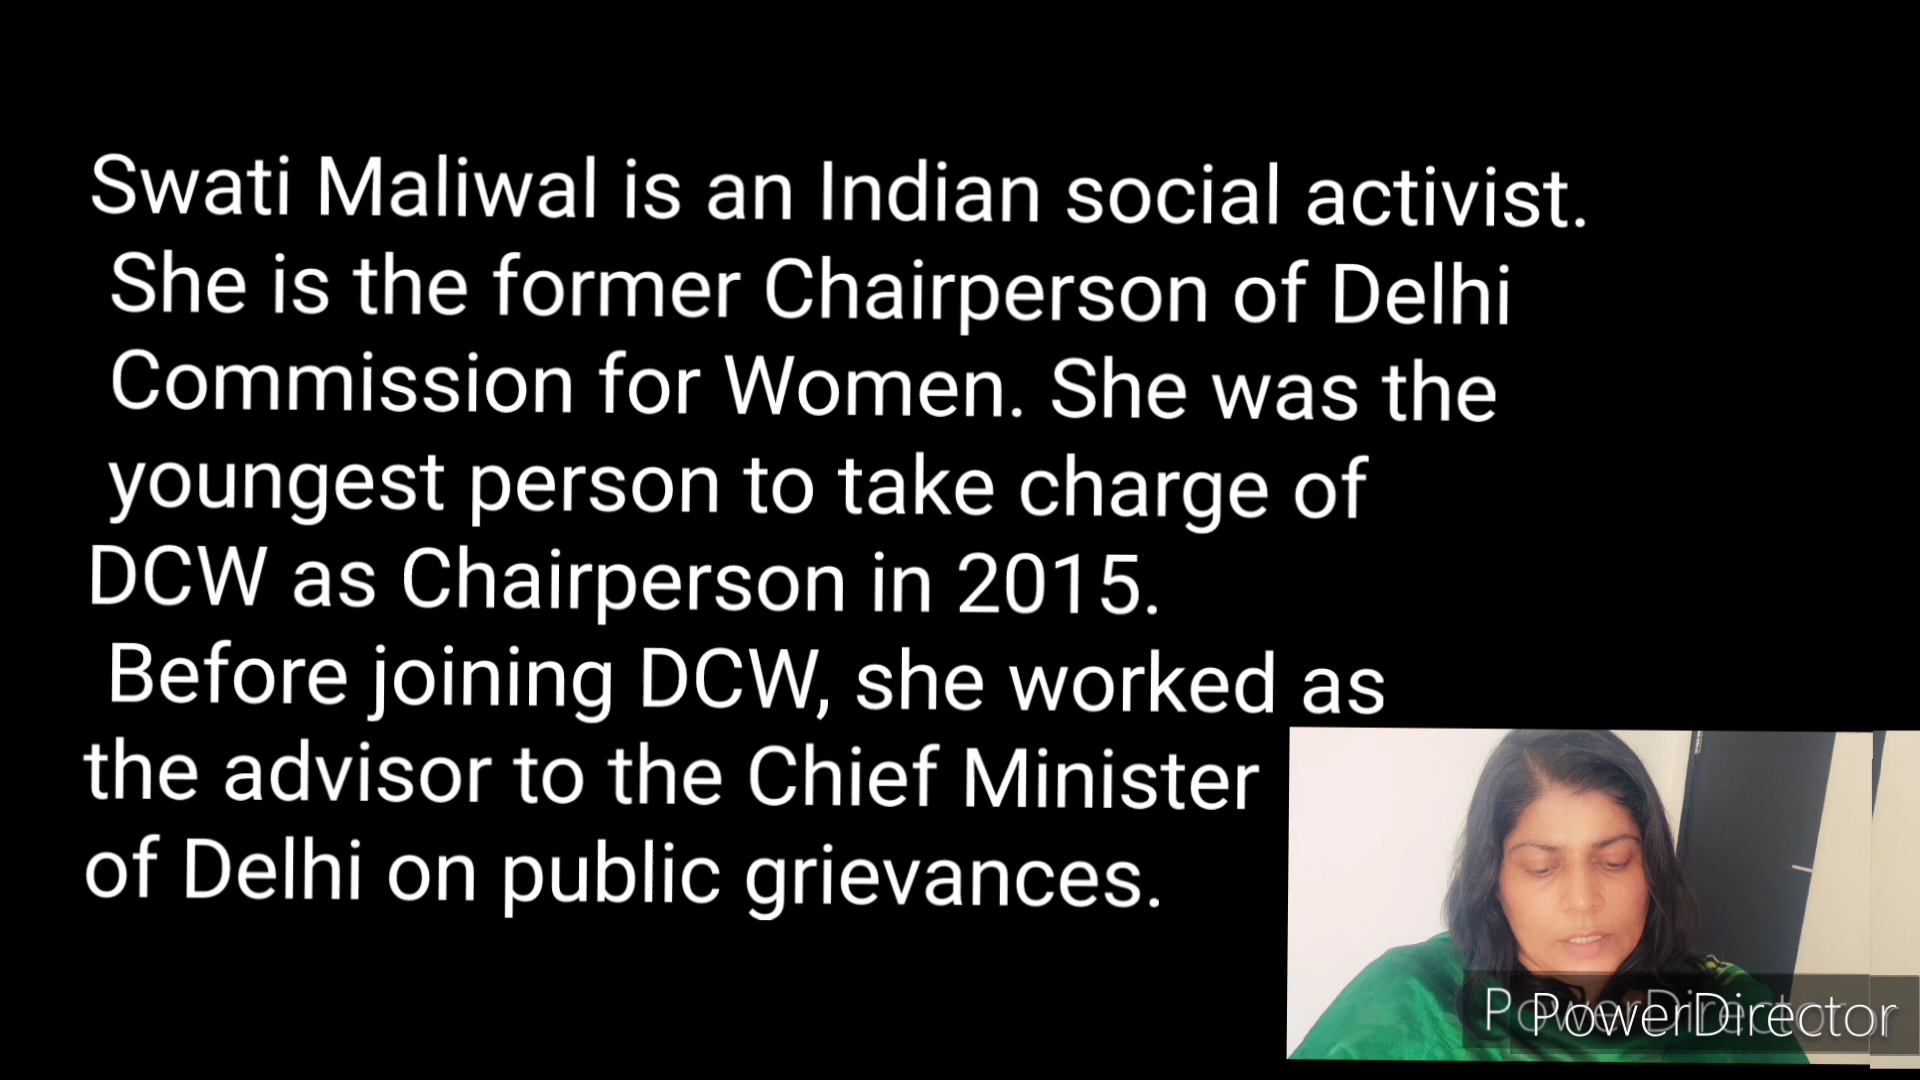 Swati Maliwal is an Indian social activist.
She is the former Chairperson of Delhi
Commission for Women. She was the
youngest person to take charge of
DCW as Chairperson in 2015.
Before joining DCW, she worked as
the advisor to the Chief Minister
of Delhi on public grievances.
PowerDirector
PowerDirector